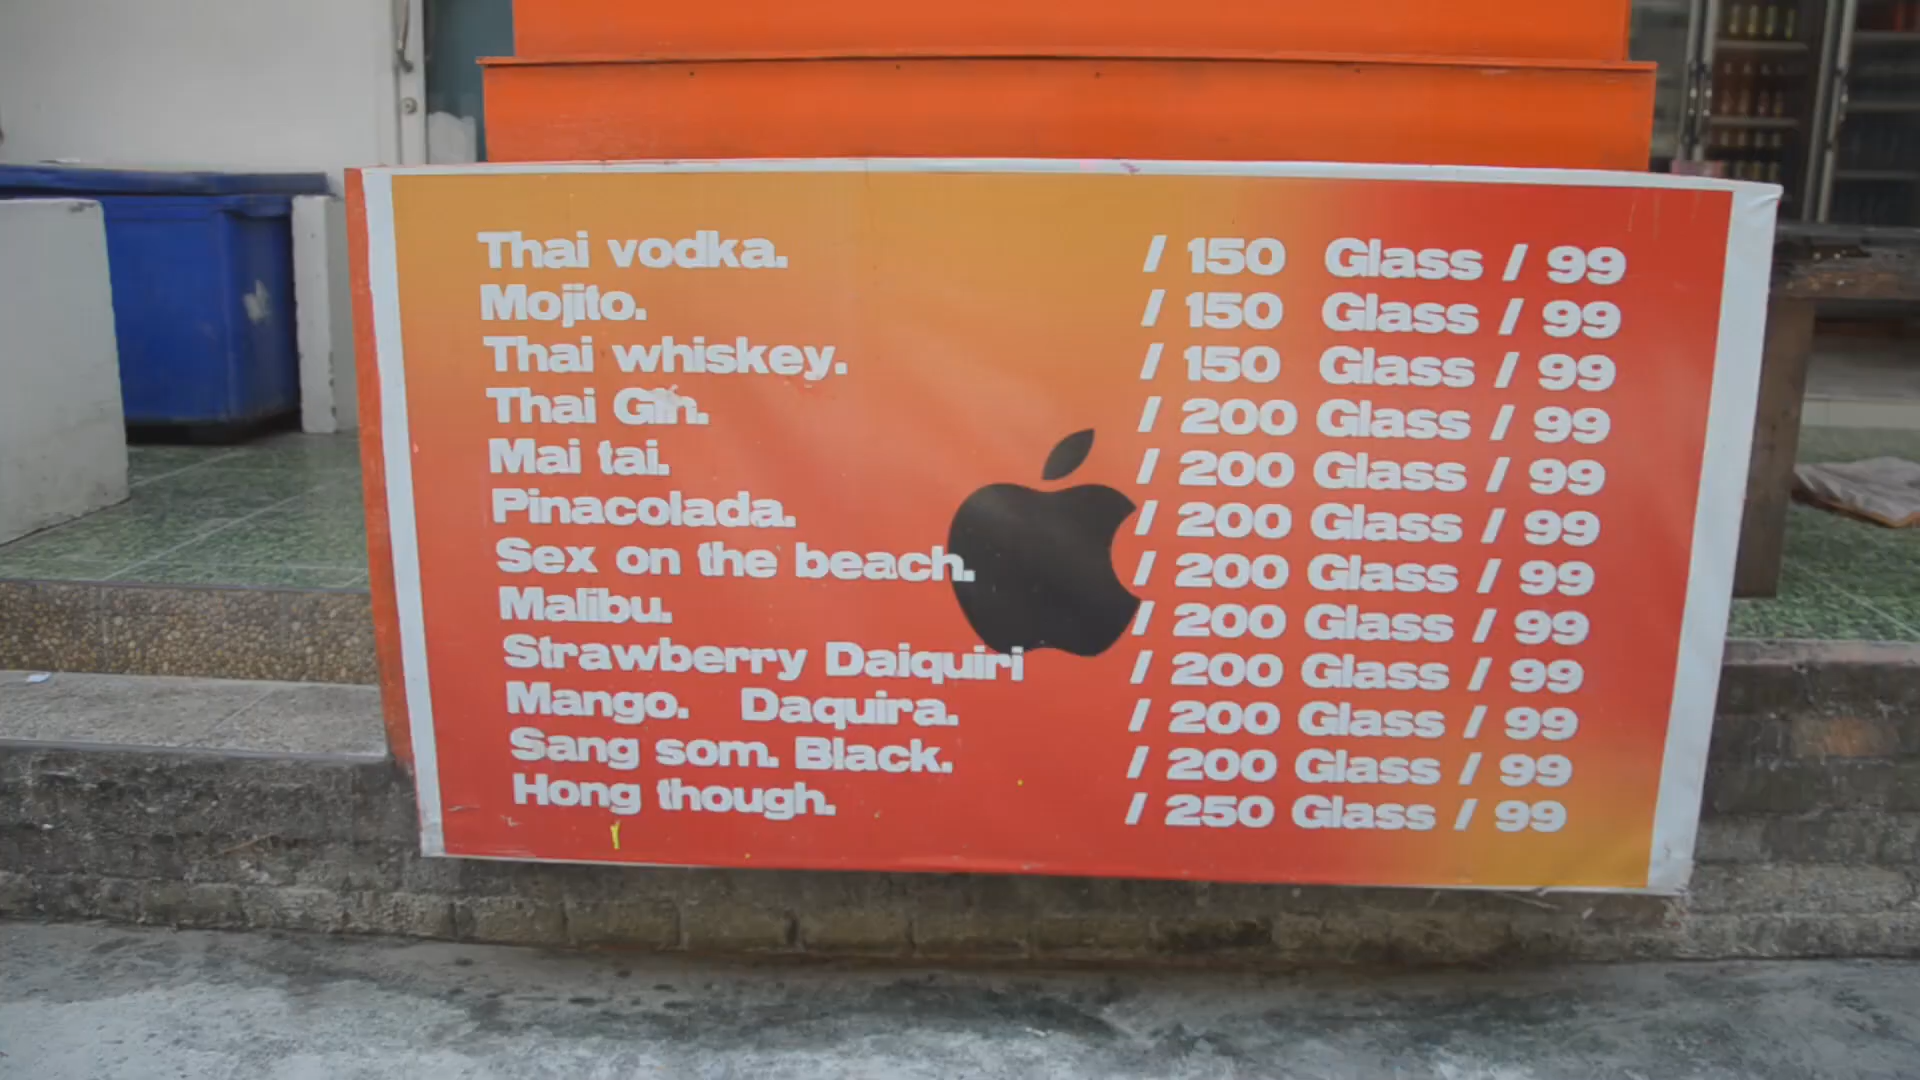 Thai vodka. / 150 Glass / 99
Mojito. / 150 Glass / 99
Thai whiskey. / 150 Glass / 99
Thai Gin. / 200 Glass / 99
Mai tai. / 200 Glass / 99
Pinacolada. / 200 Glass / 99
Sex on the beach. / 200 Glass / 99
Malibu. / 200 Glass / 99
Strawberry Daiquiri / 200 Glass / 99
Mango. Daquira. / 200 Glass / 99
Sang som. Black. / 200 Glass / 99
Hong though. / 250 Glass / 99